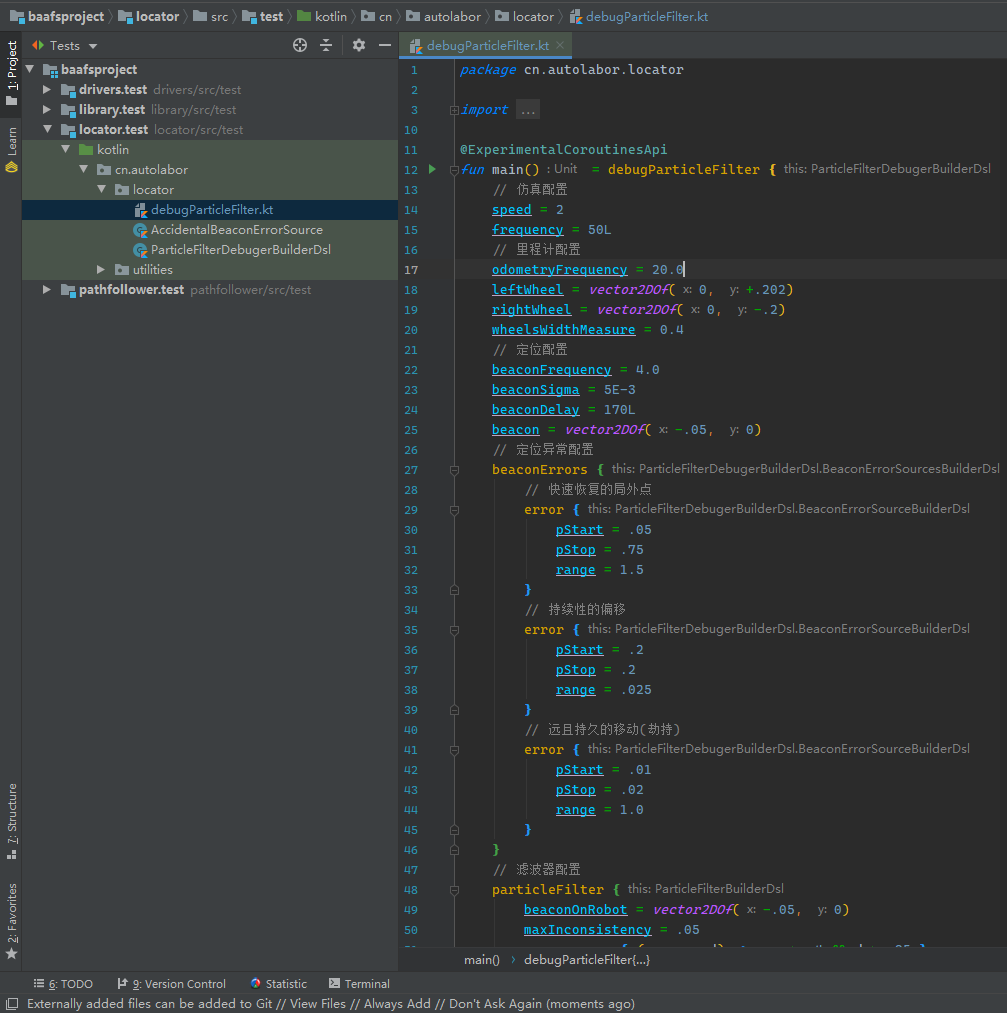 baafsproject locator src test kotlin cn autolabor locator debugParticleFilter.kt
Tests
debugParticleFilter.kt
1: Project
Learn
7: Structure
2: Favorites
baafsproject
drivers.test drivers/src/test
library.test library/src/test
locator.test locator/src/test
kotlin
cn.autolabor
locator
debugParticleFilter.kt
AccidentalBeaconErrorSource
ParticleFilterDebugerBuilderDsl
utilities
pathfollower.test pathfollower/src/test
1 package cn.autolabor.locator
2
3 import ...
10
11 @ExperimentalCoroutinesApi
12 fun main() : Unit = debugParticleFilter { this: ParticleFilterDebugerBuilderDsl
13 // 仿真配置
14 speed = 2
15 frequency = 50L
16 // 里程计配置
17 odometryFrequency = 20.0
18 leftWheel = vector2DOf( x: 0, y: +.202)
19 rightWheel = vector2DOf( x: 0, y: -.2)
20 wheelsWidthMeasure = 0.4
21 // 定位配置
22 beaconFrequency = 4.0
23 beaconSigma = 5E-3
24 beaconDelay = 170L
25 beacon = vector2DOf( x: -.05, y: 0)
26 // 定位异常配置
27 beaconErrors { this: ParticleFilterDebugerBuilderDsl.BeaconErrorSourcesBuilderDsl
28 // 快速恢复的局外点
29 error { this: ParticleFilterDebugerBuilderDsl.BeaconErrorSourceBuilderDsl
30 pStart = .05
31 pStop = .75
32 range = 1.5
33 }
34 // 持续性的偏移
35 error { this: ParticleFilterDebugerBuilderDsl.BeaconErrorSourceBuilderDsl
36 pStart = .2
37 pStop = .2
38 range = .025
39 }
40 // 远且持久的移动(劫持)
41 error { this: ParticleFilterDebugerBuilderDsl.BeaconErrorSourceBuilderDsl
42 pStart = .01
43 pStop = .02
44 range = 1.0
45 }
46 }
47 // 滤波器配置
48 particleFilter { this: ParticleFilterBuilderDsl
49 beaconOnRobot = vector2DOf( x: -.05, y: 0)
50 maxInconsistency = .05
main() debugParticleFilter{...}
6: TODO 9: Version Control Statistic Terminal
Externally added files can be added to Git // View Files // Always Add // Don't Ask Again (moments ago)